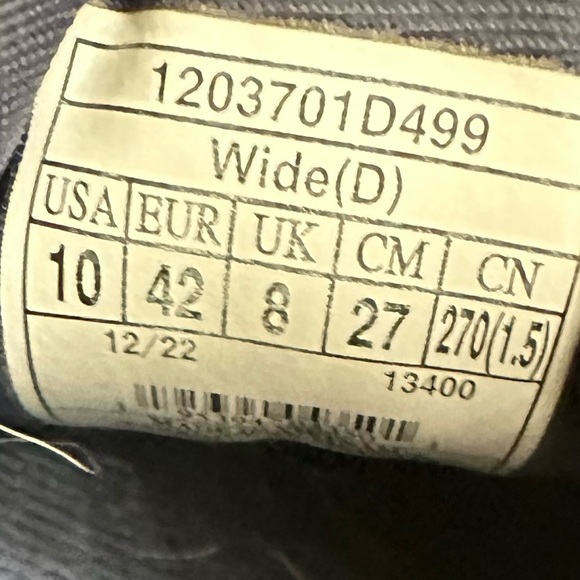 1203701D499
Wide(D)
USA EUR UK CM CN
10 42 8 27 270(1.5)
12/22
13400